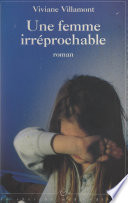 Viviane Villamont
Une femme
irréprochable
roman